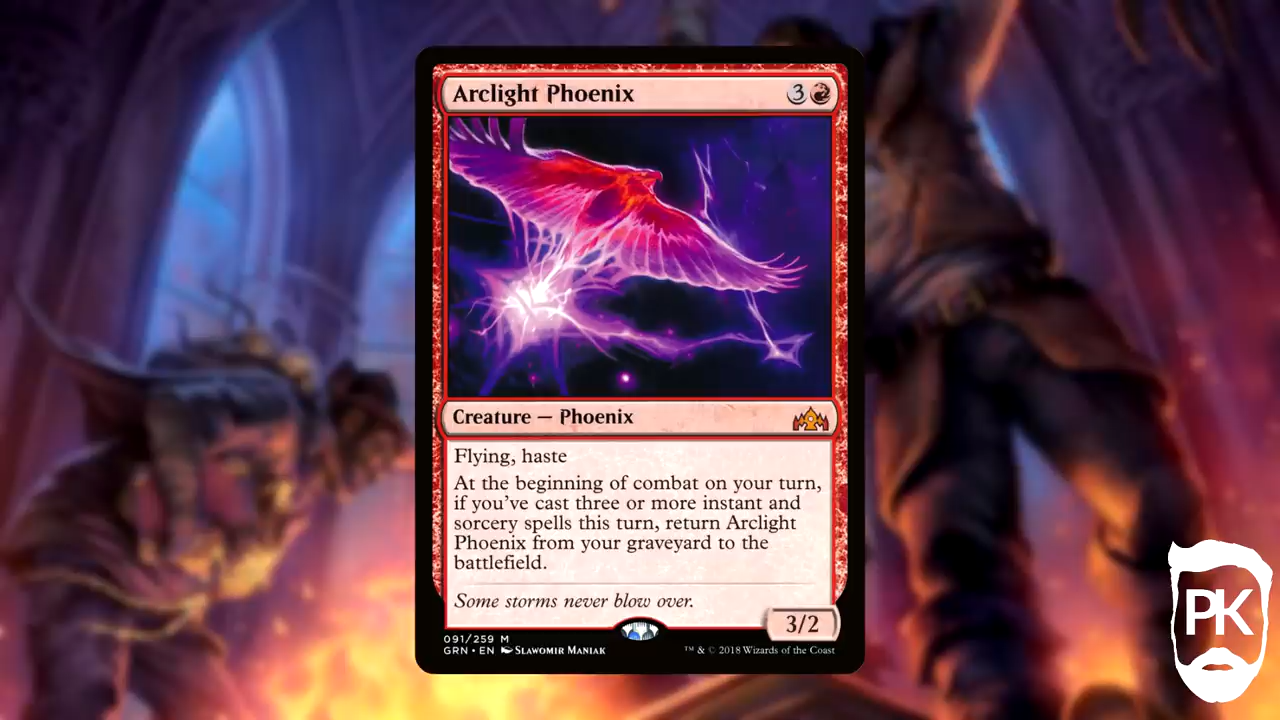 Arclight Phoenix 3
Creature — Phoenix
Flying, haste
At the beginning of combat on your turn,
if you've cast three or more instant and
sorcery spells this turn, return Arclight
Phoenix from your graveyard to the
battlefield.
Some storms never blow over.
3/2
091/259 M
GRN • EN Slawomir Maniak
™ & © 2018 Wizards of the Coast
PK